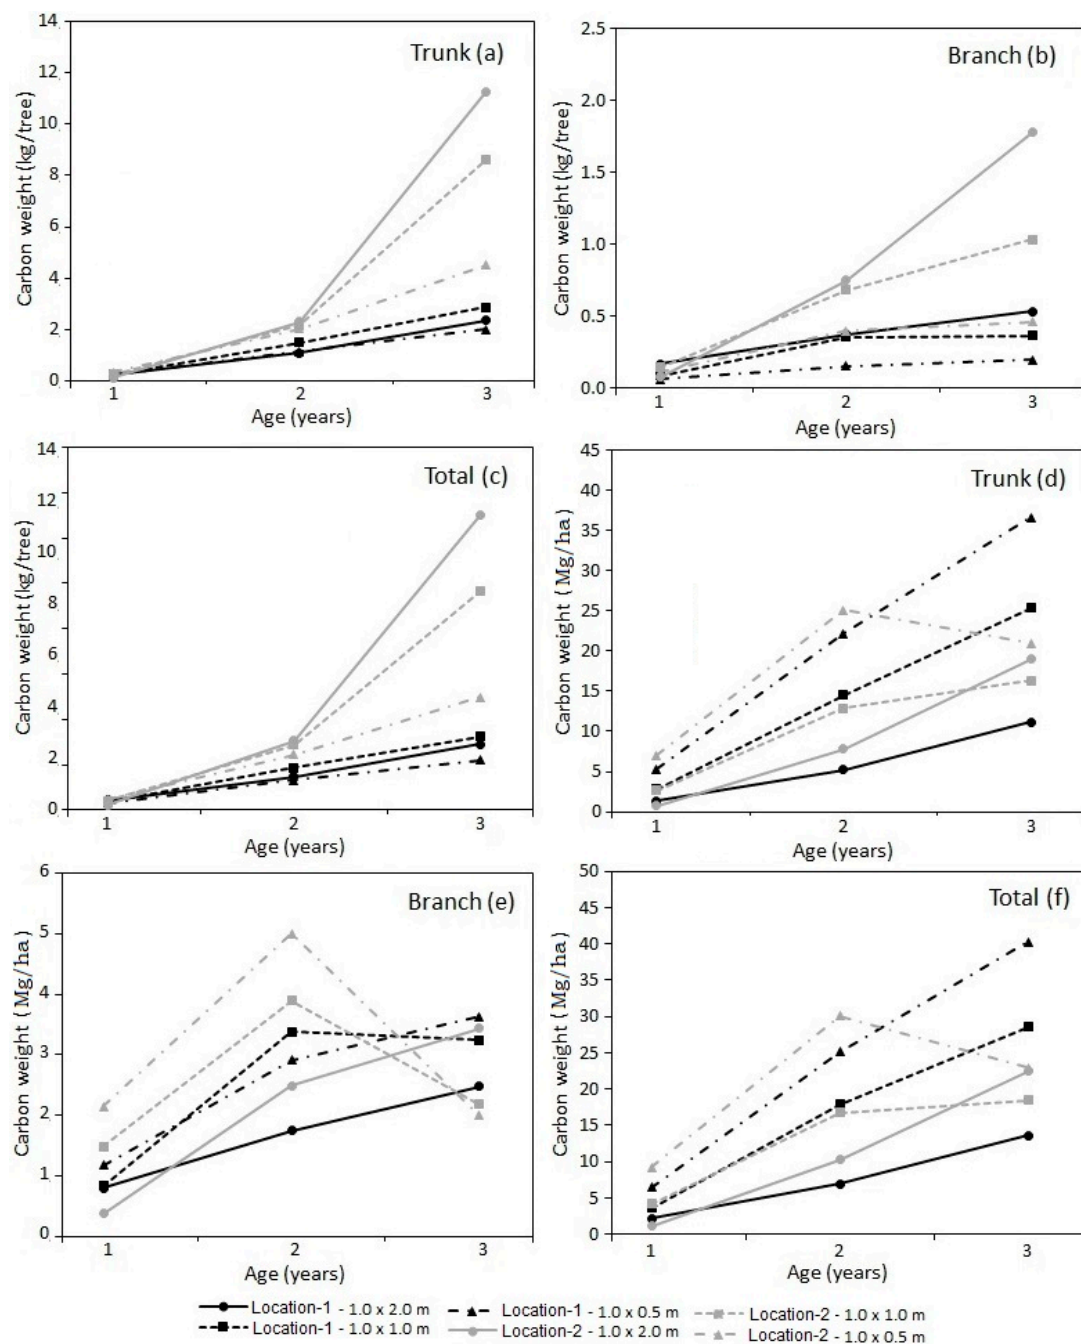 Trunk (a)
Carbon weight (kg/tree)
14
12
10
8
6
4
2
0
1 2 3
Age (years)
Branch (b)
Carbon weight (kg/tree)
2.5
2.0
1.5
1.0
0.5
0.0
1 2 3
Age (years)
Total (c)
Carbon weight (kg/tree)
14
12
10
8
6
4
2
0
1 2 3
Age (years)
Trunk (d)
Carbon weight (Mg/ha)
45
40
35
30
25
20
15
10
5
0
1 2 3
Age (years)
Branch (e)
Carbon weight (Mg/ha)
6
5
4
3
2
1
0
1 2 3
Age (years)
Total (f)
Carbon weight (Mg/ha)
50
45
40
35
30
25
20
15
10
5
0
1 2 3
Age (years)
Location-1 - 1.0 x 2.0 m Location-1 - 1.0 x 0.5 m Location-2 - 1.0 x 1.0 m
Location-1 - 1.0 x 1.0 m Location-2 - 1.0 x 2.0 m Location-2 - 1.0 x 0.5 m